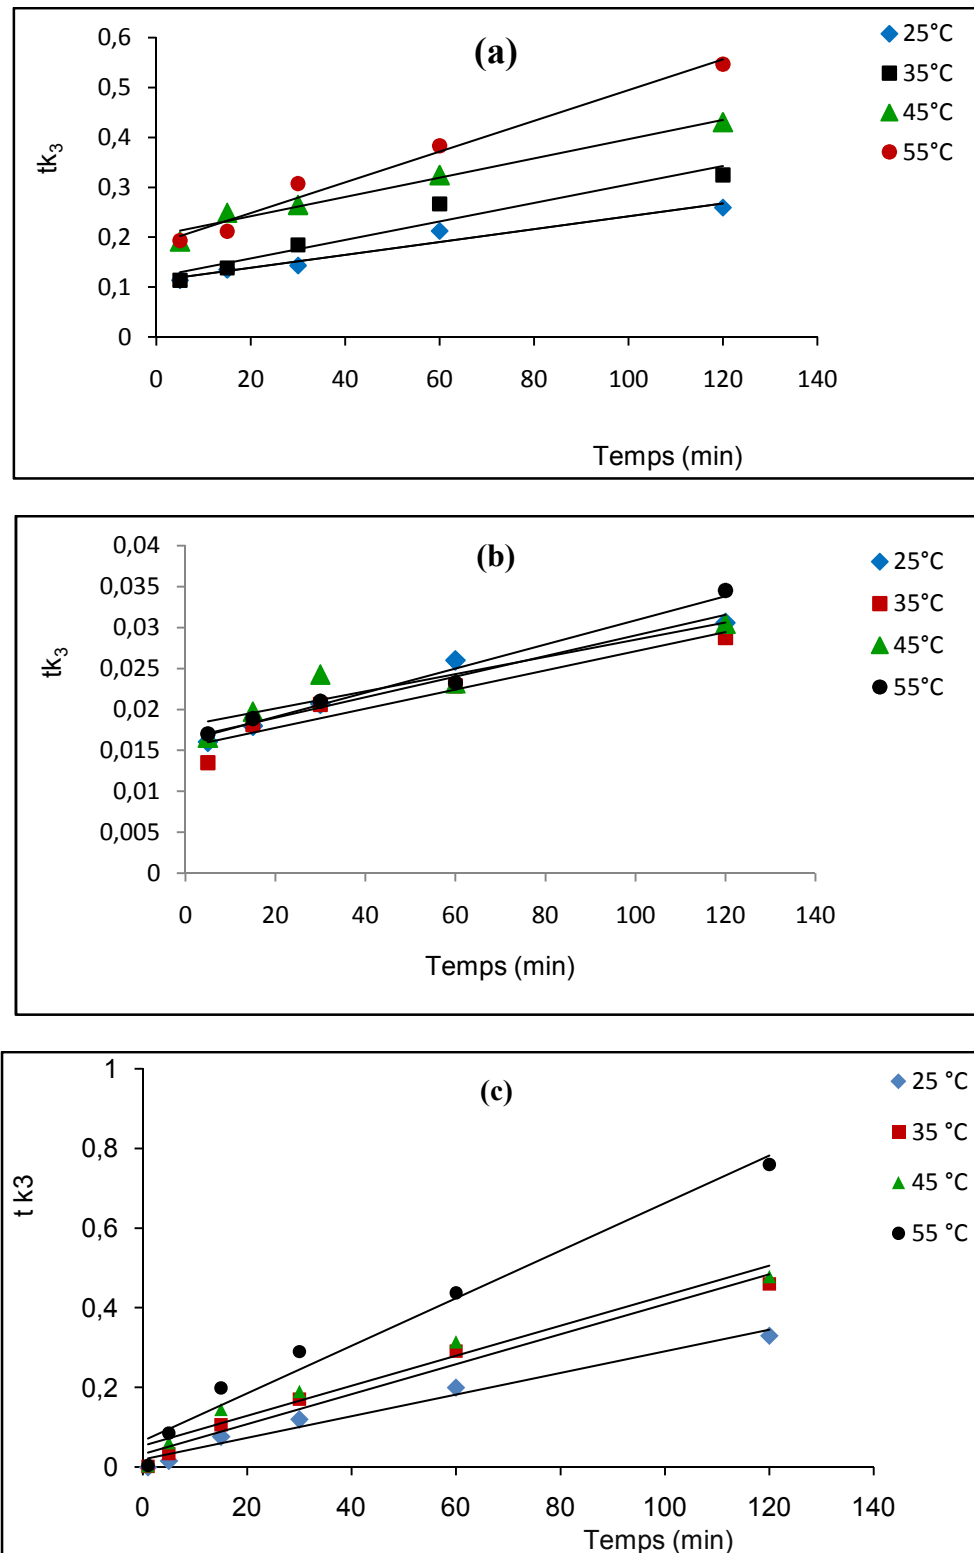 (a)
25°C
35°C
45°C
55°C
tk₃
0,6
0,5
0,4
0,3
0,2
0,1
0
0 20 40 60 80 100 120 140
Temps (min)
(b)
25°C
35°C
45°C
55°C
tk₃
0,04
0,035
0,03
0,025
0,02
0,015
0,01
0,005
0
0 20 40 60 80 100 120 140
Temps (min)
(c)
25 °C
35 °C
45 °C
55 °C
t k3
1
0,8
0,6
0,4
0,2
0
0 20 40 60 80 100 120 140
Temps (min)